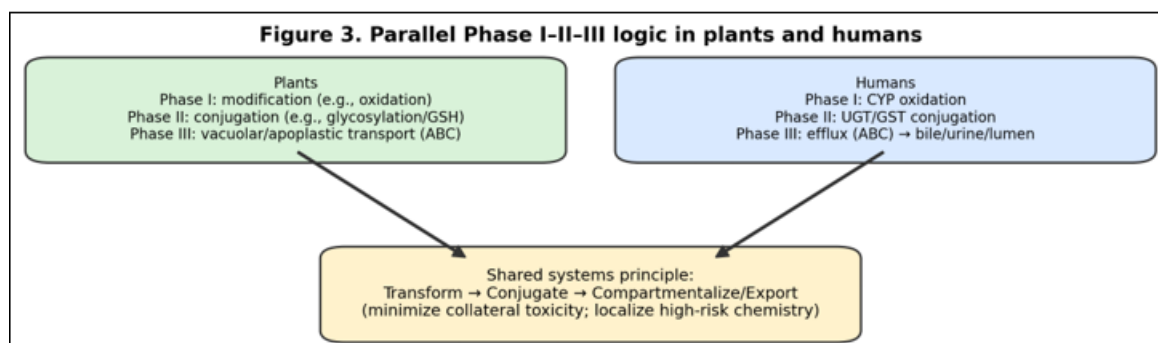 Figure 3. Parallel Phase I–II–III logic in plants and humans
Plants
Phase I: modification (e.g., oxidation)
Phase II: conjugation (e.g., glycosylation/GSH)
Phase III: vacuolar/apoplastic transport (ABC)
Humans
Phase I: CYP oxidation
Phase II: UGT/GST conjugation
Phase III: efflux (ABC) → bile/urine/lumen
Shared systems principle:
Transform → Conjugate → Compartmentalize/Export
(minimize collateral toxicity; localize high-risk chemistry)